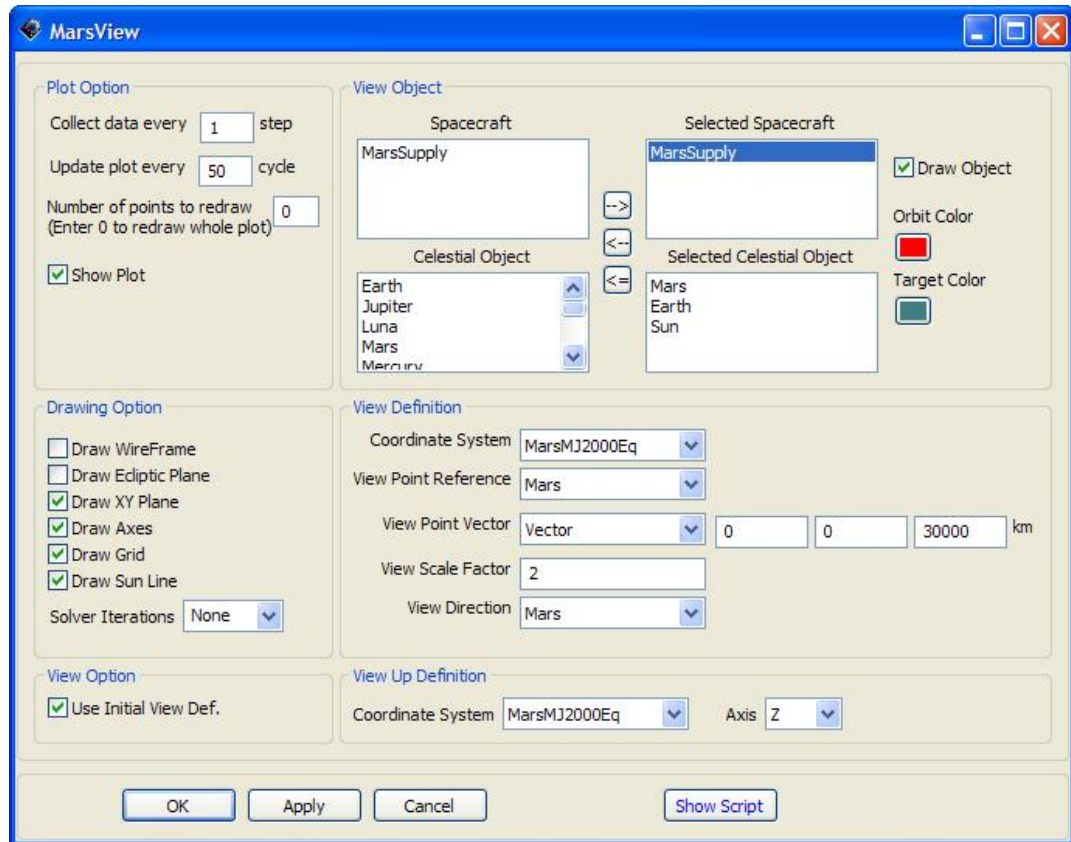 MarsView
Plot Option
Collect data every 1 step
Update plot every 50 cycle
Number of points to redraw 0
(Enter 0 to redraw whole plot)
Show Plot
View Object
Spacecraft
MarsSupply
Selected Spacecraft
MarsSupply
Draw Object
Orbit Color
Target Color
-->
<--
<=
Celestial Object
Earth
Jupiter
Luna
Mars
Mercury
Selected Celestial Object
Mars
Earth
Sun
Drawing Option
Draw WireFrame
Draw Ecliptic Plane
Draw XY Plane
Draw Axes
Draw Grid
Draw Sun Line
Solver Iterations None
View Definition
Coordinate System MarsMJ2000Eq
View Point Reference Mars
View Point Vector Vector 0 0 30000 km
View Scale Factor 2
View Direction Mars
View Option
Use Initial View Def.
View Up Definition
Coordinate System MarsMJ2000Eq Axis Z
OK Apply Cancel Show Script